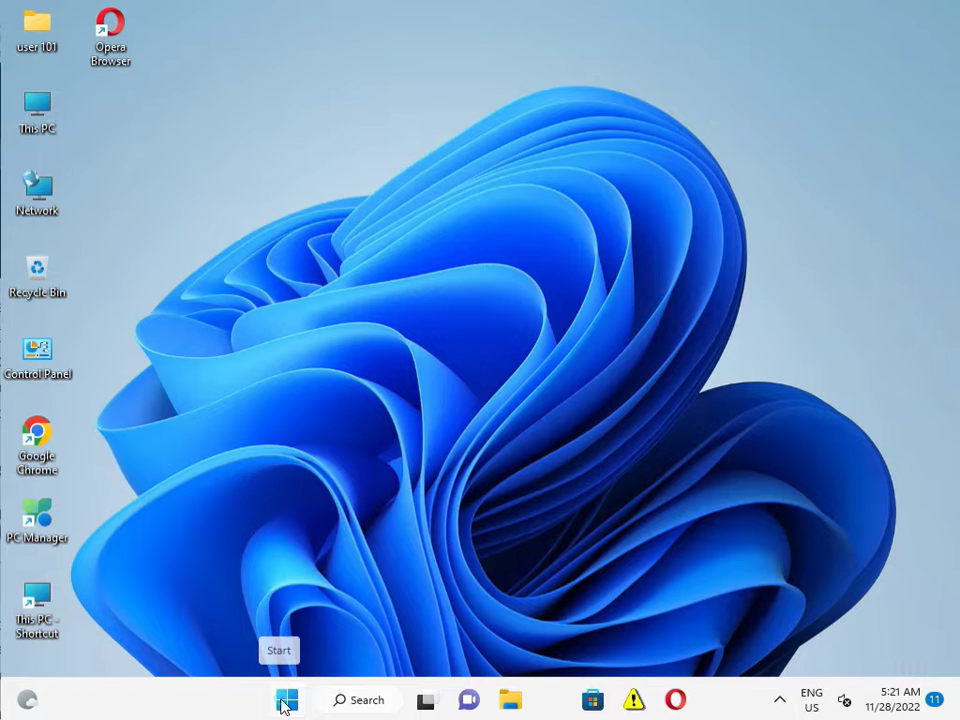 user 101
Opera
Browser
This PC
Network
Recycle Bin
Control Panel
Google
Chrome
PC Manager
This PC -
Shortcut
Start
Search
ENG
US
5:21 AM
11/28/2022
11